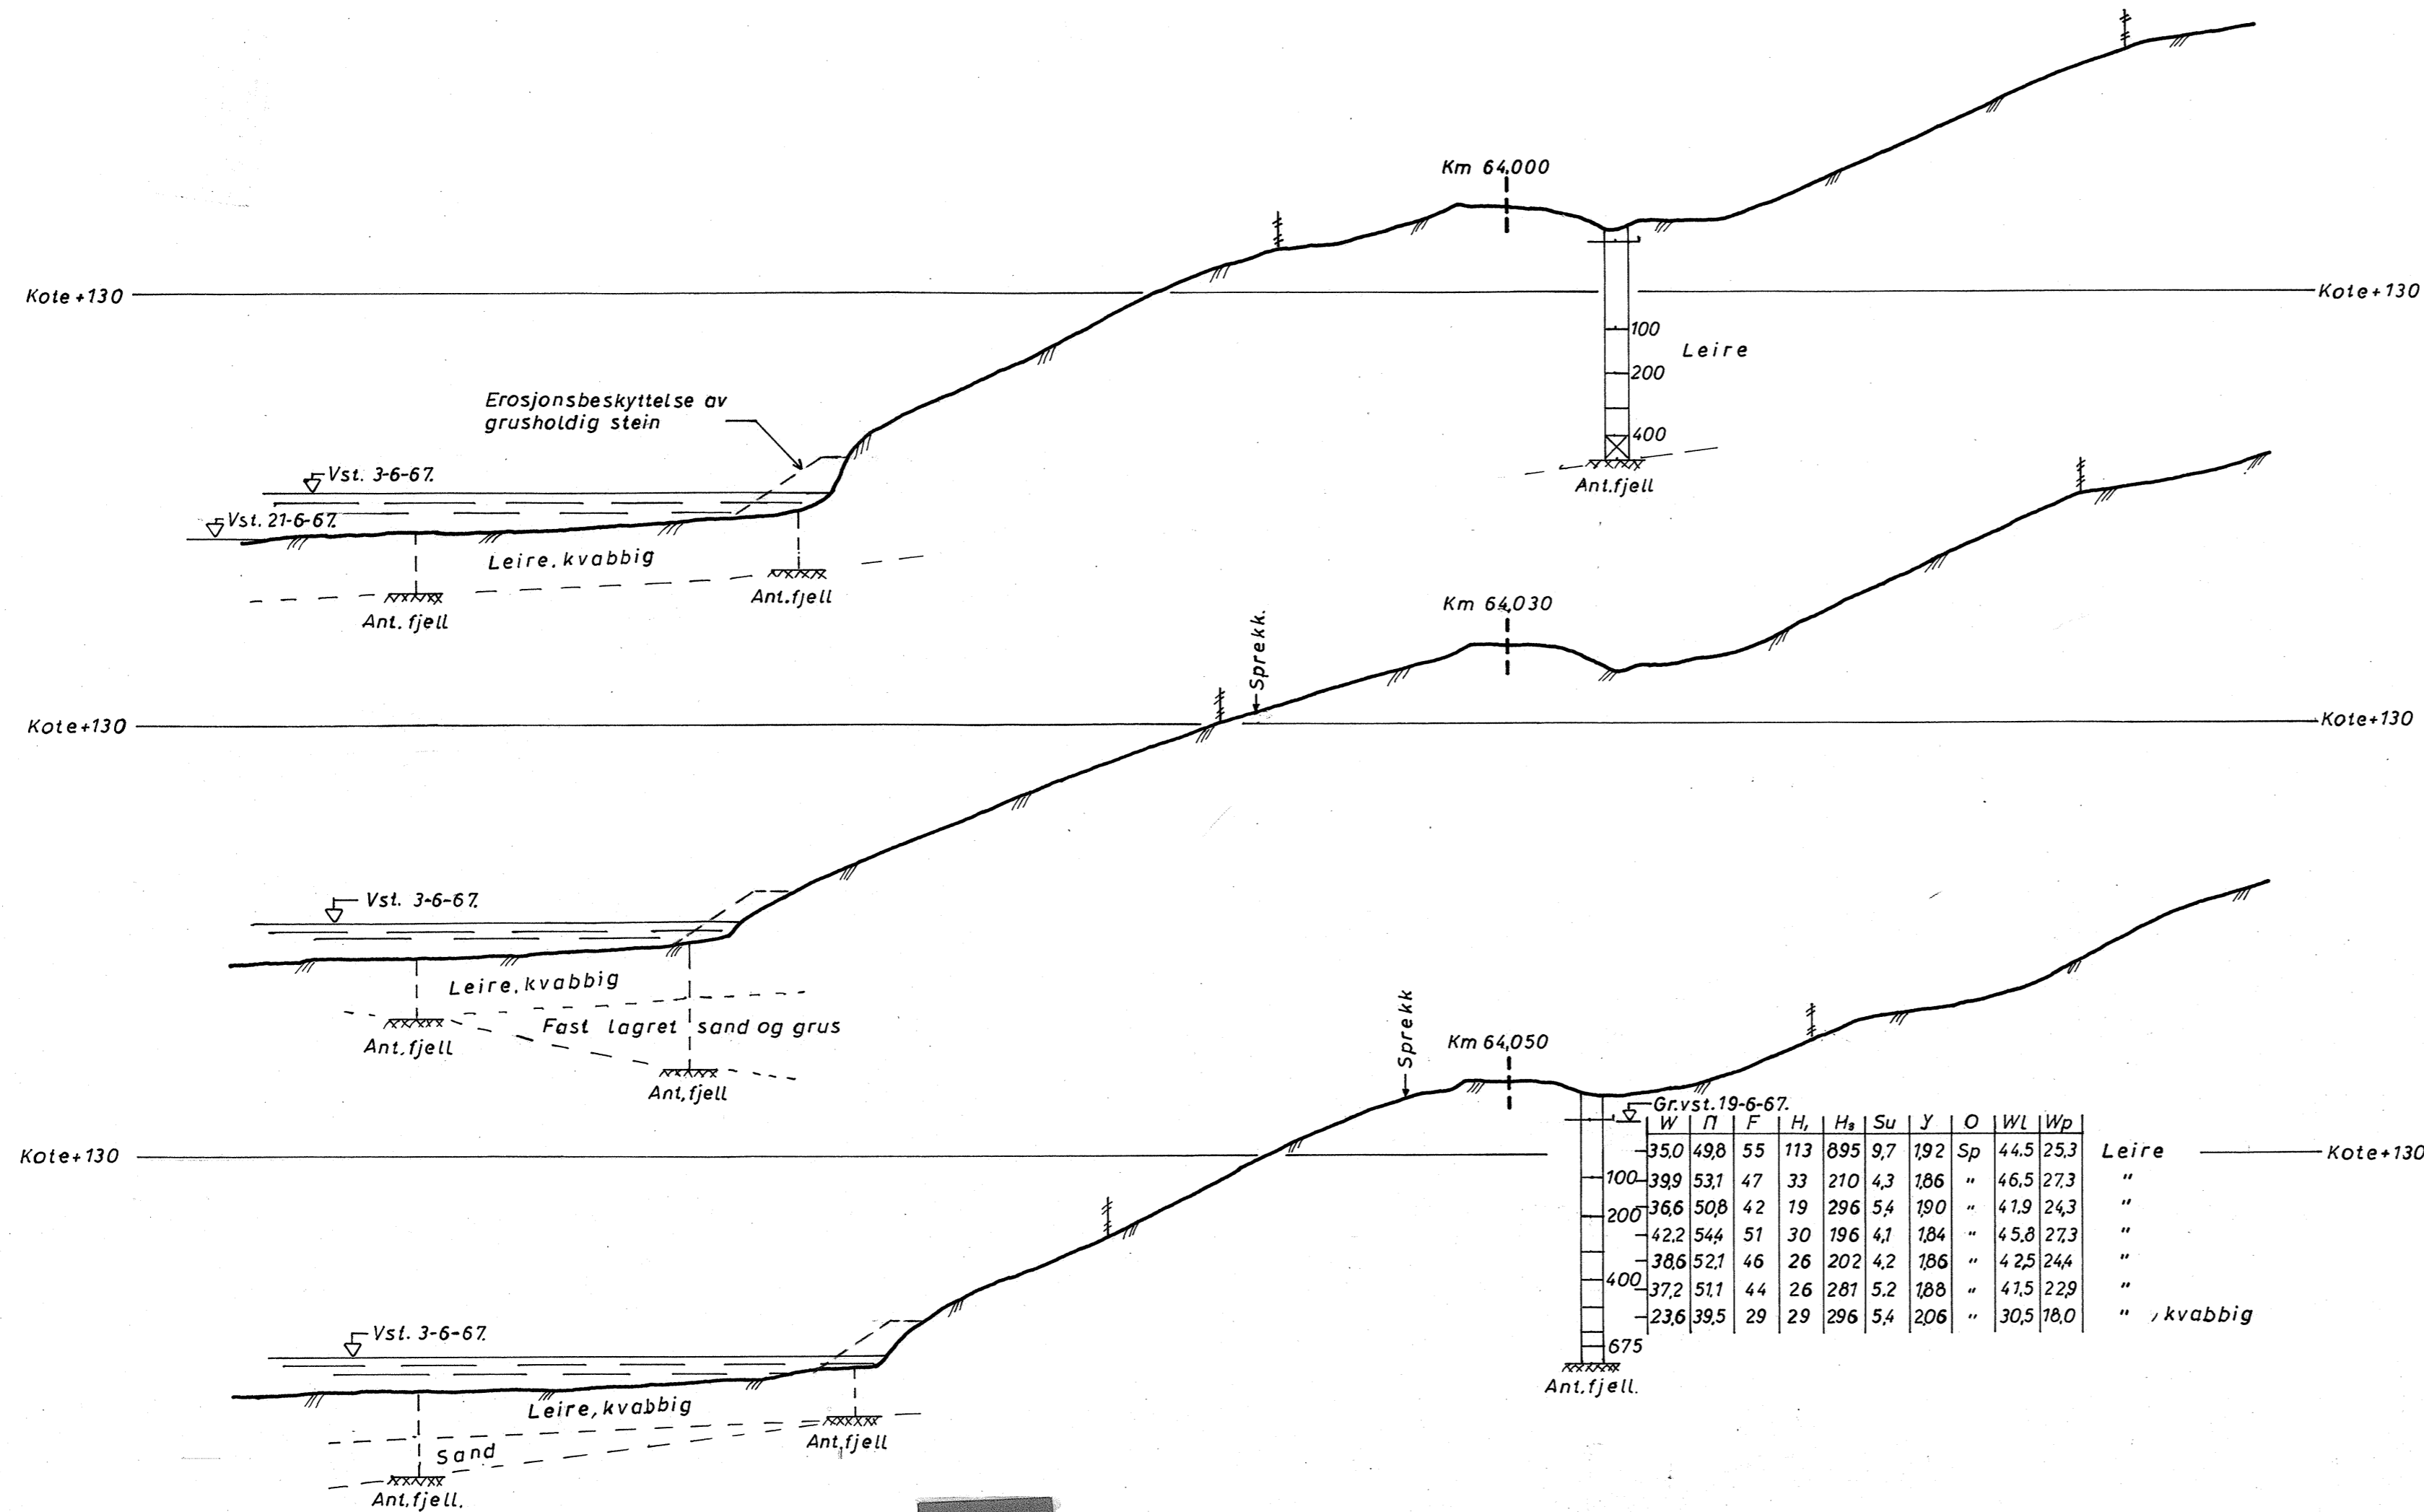 Km 64,000
Kote +130
Kote +130
100
Leire
200
400
Ant.fjell
Erosjonsbeskyttelse av
grusholdig stein
Vst. 3-6-67.
Vst. 21-6-67.
Leire, kvabbig
Ant.fjell
Ant. fjell
Km 64,030
Sprekk.
Kote +130
Kote +130
Vst. 3-6-67.
Leire, kvabbig
Fast lagret sand og grus
Ant.fjell
Ant.fjell
Km 64,050
Sprekk
Gr.vst. 19-6-67.
W n F H₁ H₃ Su γ O Wl Wp
Kote +130
35,0 49,8 55 113 895 9,7 1,92 Sp 44.5 25,3 Leire
Kote +130
100
39,9 53,1 47 33 210 4,3 1,86 " 46,5 27,3 "
200
36,6 50,8 42 19 296 5,4 1,90 " 41,9 24,3 "
42,2 54,4 51 30 196 4,1 1,84 " 45,8 27,3 "
38,6 52,1 46 26 202 4,2 1,86 " 42,5 24,4 "
400
37,2 51,1 44 26 281 5.2 1,88 " 41,5 22,9 "
23,6 39,5 29 29 296 5,4 2,06 " 30,5 18,0 " , kvabbig
675
Ant.fjell.
Vst. 3-6-67.
Leire, kvabbig
Sand
Ant.fjell
Ant.fjell.